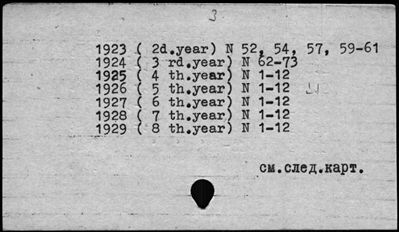 3
1923 ( 2d.year) N 52, 54, 57, 59-61
1924 ( 3 rd.year) N 62-73
1925 ( 4 th.year) N 1-12
1926 ( 5 th.year) N 1-12
1927 ( 6 th.year) N 1-12
1928 ( 7 th.year) N 1-12
1929 ( 8 th.year) N 1-12
см.след.карт.